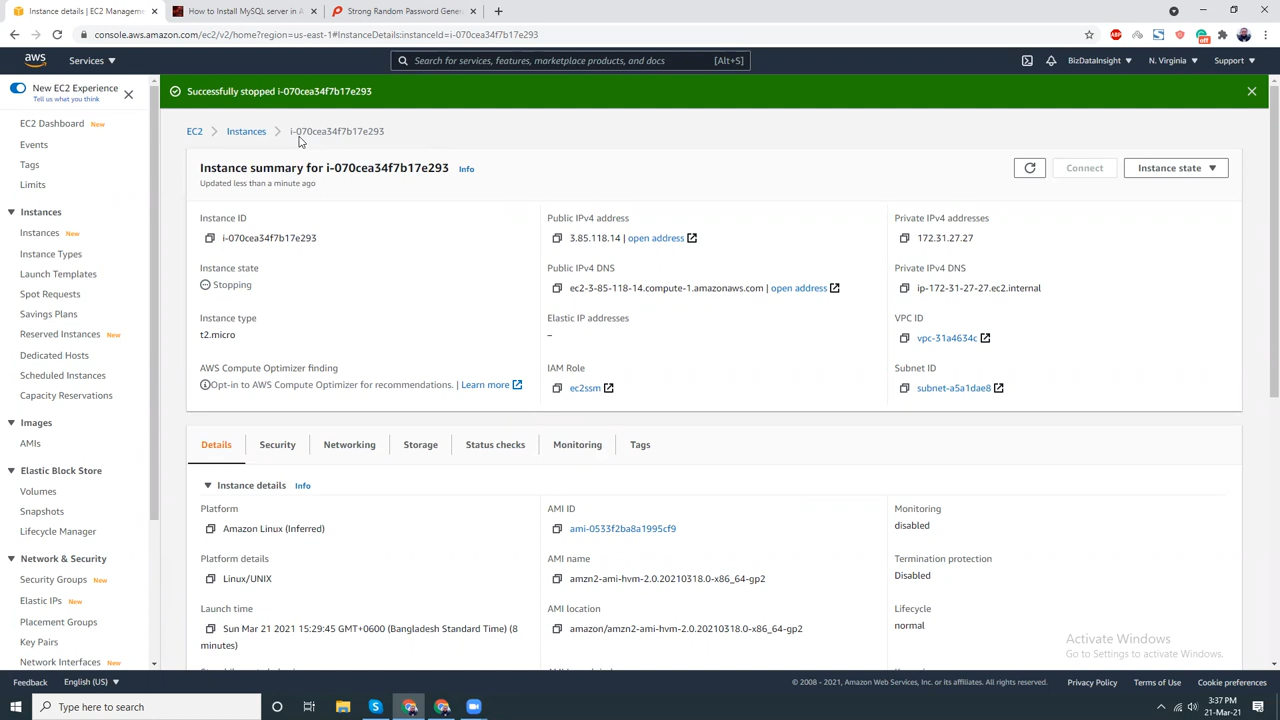 Instance details | EC2 Manageme
How to Install MySQL server in A
Strong Random Password Gener
console.aws.amazon.com/ec2/v2/home?region=us-east-1#InstanceDetails:instanceId=i-070cea34f7b17e293
aws
Services
Search for services, features, marketplace products, and docs
[Alt+S]
BizDataInsight
N. Virginia
Support
New EC2 Experience
Tell us what you think
Successfully stopped i-070cea34f7b17e293
EC2 Dashboard New
Events
Tags
Limits
Instances
Instances New
Instance Types
Launch Templates
Spot Requests
Savings Plans
Reserved Instances New
Dedicated Hosts
Scheduled Instances
Capacity Reservations
Images
AMIs
Elastic Block Store
Volumes
Snapshots
Lifecycle Manager
Network & Security
Security Groups New
Elastic IPs New
Placement Groups
Key Pairs
Network Interfaces New
EC2
Instances
i-070cea34f7b17e293
Instance summary for i-070cea34f7b17e293
Info
Updated less than a minute ago
Connect
Instance state
Instance ID
i-070cea34f7b17e293
Public IPv4 address
3.85.118.14 | open address
Private IPv4 addresses
172.31.27.27
Instance state
Stopping
Public IPv4 DNS
ec2-3-85-118-14.compute-1.amazonaws.com | open address
Private IPv4 DNS
ip-172-31-27-27.ec2.internal
Instance type
t2.micro
Elastic IP addresses
–
VPC ID
vpc-31a4634c
AWS Compute Optimizer finding
Opt-in to AWS Compute Optimizer for recommendations. | Learn more
IAM Role
ec2ssm
Subnet ID
subnet-a5a1dae8
Details
Security
Networking
Storage
Status checks
Monitoring
Tags
Instance details
Info
Platform
Amazon Linux (Inferred)
AMI ID
ami-0533f2ba8a1995cf9
Monitoring
disabled
Platform details
Linux/UNIX
AMI name
amzn2-ami-hvm-2.0.20210318.0-x86_64-gp2
Termination protection
Disabled
Launch time
Sun Mar 21 2021 15:29:45 GMT+0600 (Bangladesh Standard Time) (8
minutes)
AMI location
amazon/amzn2-ami-hvm-2.0.20210318.0-x86_64-gp2
Lifecycle
normal
Activate Windows
Go to Settings to activate Windows.
Feedback
English (US)
© 2008 - 2021, Amazon Web Services, Inc. or its affiliates. All rights reserved.
Privacy Policy
Terms of Use
Cookie preferences
Type here to search
3:37 PM
21-Mar-21